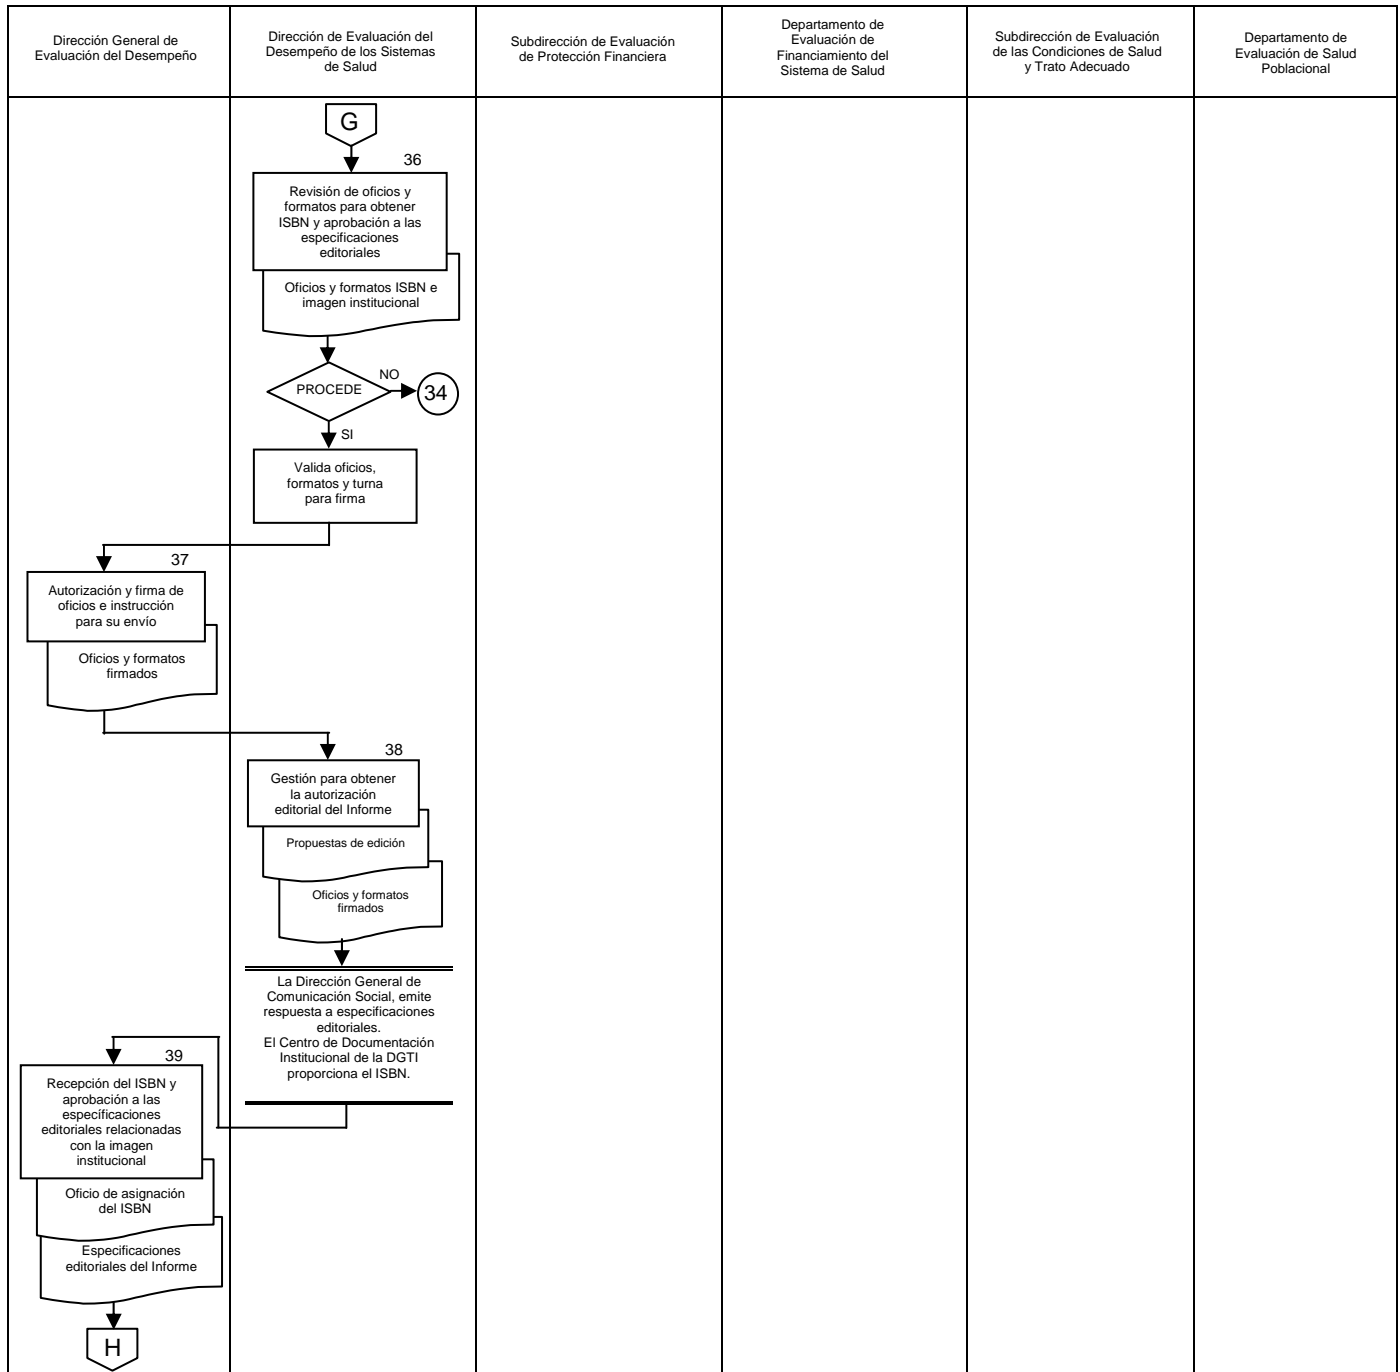 Dirección General de
Evaluación del Desempeño
Dirección de Evaluación del
Desempeño de los Sistemas
de Salud
Subdirección de Evaluación
de Protección Financiera
Departamento de
Evaluación de
Financiamiento del
Sistema de Salud
Subdirección de Evaluación
de las Condiciones de Salud
y Trato Adecuado
Departamento de
Evaluación de Salud
Poblacional
G
36
Revisión de oficios y
formatos para obtener
ISBN y aprobación a las
especificaciones
editoriales
Oficios y formatos ISBN e
imagen institucional
PROCEDE
NO
34
SI
Valida oficios,
formatos y turna
para firma
37
Autorización y firma de
oficios e instrucción
para su envío
Oficios y formatos
firmados
38
Gestión para obtener
la autorización
editorial del Informe
Propuestas de edición
Oficios y formatos
firmados
La Dirección General de
Comunicación Social, emite
respuesta a especificaciones
editoriales.
El Centro de Documentación
Institucional de la DGTI
proporciona el ISBN.
39
Recepción del ISBN y
aprobación a las
específicaciones
editoriales relacionadas
con la imagen
institucional
Oficio de asignación
del ISBN
Especificaciones
editoriales del Informe
H